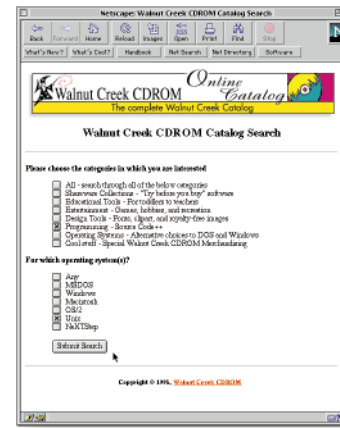 Netscape: Walnut Creek CDROM Catalog Search
Back Forward Home Reload Images Open Print Find Stop
What's New? What's Cool? Handbook Net Search Net Directory Software
Walnut Creek CDROM Online Catalog
The complete Walnut Creek Catalog
Walnut Creek CDROM Catalog Search
Please choose the categories in which you are interested
All - search through all of the below categories
Shareware Collections - "Try before you buy" software
Educational Tools - For toddlers to teachers
Entertainment - Games, hobbies, and recreation
Design Tools - Fonts, clipart, and royalty-free images
Programming - Source Code++
Operating Systems - Alternative choices to DOS and Windows
Cool stuff - Special Walnut Creek CDROM Merchandising
For which operating system(s)?
Any
MSDOS
Windows
Macintosh
OS/2
Unix
NeXTStep
Submit Search
Copyright © 1995, Walnut Creek CDROM